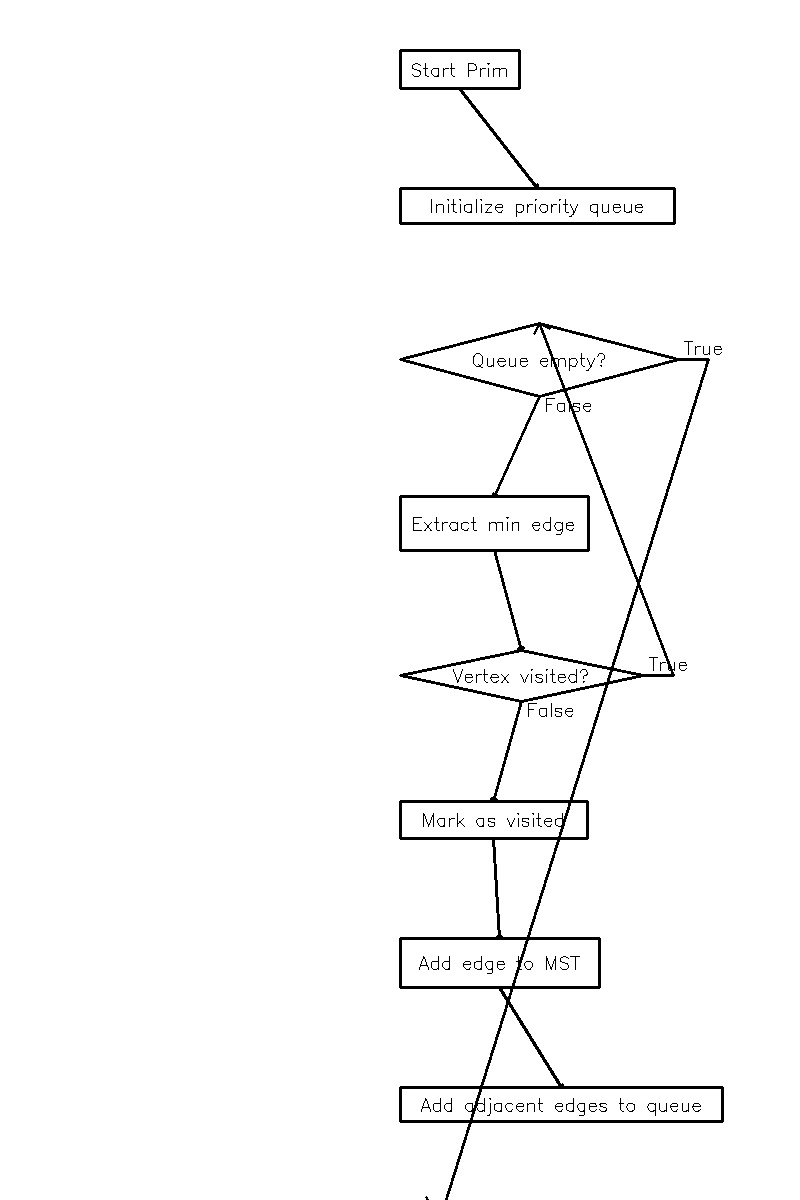 Start Prim
Initialize priority queue
True
Queue empty?
False
Extract min edge
True
Vertex visited?
False
Mark as visited
Add edge to MST
Add adjacent edges to queue